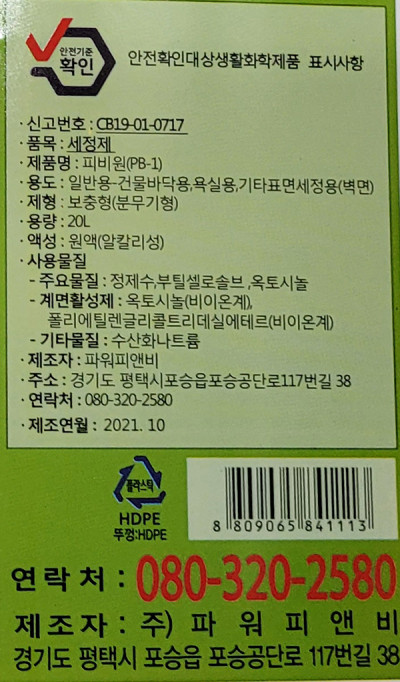 안전기준
확인
안전확인대상생활화학제품 표시사항
· 신고번호 : CB19-01-0717
· 품목 : 세정제
· 제품명 : 피비원(PB-1)
· 용도 : 일반용-건물바닥용,욕실용,기타표면세정용(벽면)
· 제형 : 보충형(분무기형)
· 용량 : 20L
· 액성 : 원액(알칼리성)
· 사용물질
- 주요물질 : 정제수,부틸셀로솔브,옥토시놀
- 계면활성제 : 옥토시놀(비이온계),
폴리에틸렌글리콜트리데실에테르(비이온계)
- 기타물질 : 수산화나트륨
· 제조자 : 파워피앤비
· 주소 : 경기도 평택시포승읍포승공단로117번길 38
· 연락처 : 080-320-2580
· 제조연월 : 2021. 10
플라스틱
HDPE
뚜껑:HDPE
8 809065 841113
연락처 : 080-320-2580
제조자 : 주) 파워피앤비
경기도 평택시 포승읍 포승공단로 117번길 38